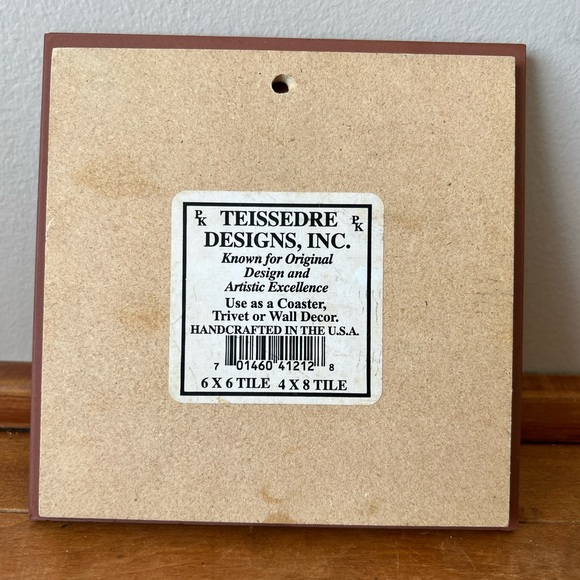 PK TEISSEDRE PK
DESIGNS, INC.
Known for Original
Design and
Artistic Excellence
Use as a Coaster,
Trivet or Wall Decor.
HANDCRAFTED IN THE U.S.A.
7 01460 41212 8
6 X 6 TILE 4 X 8 TILE